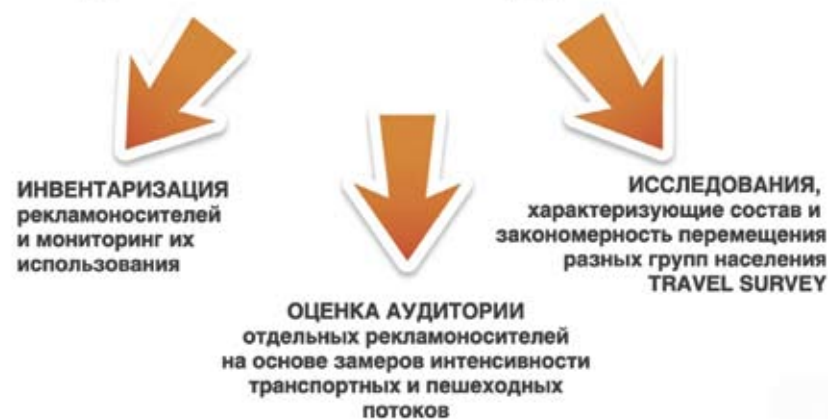 ИНВЕНТАРИЗАЦИЯ
рекламоносителей
и мониторинг их
использования
ИССЛЕДОВАНИЯ,
характеризующие состав и
закономерность перемещения
разных групп населения
TRAVEL SURVEY
ОЦЕНКА АУДИТОРИИ
отдельных рекламоносителей
на основе замеров интенсивности
транспортных и пешеходных
потоков